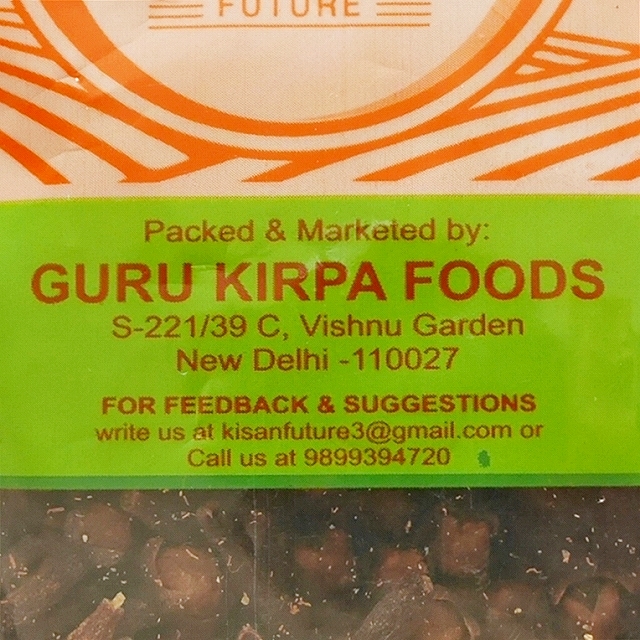 FUTURE
Packed & Marketed by:
GURU KIRPA FOODS
S-221/39 C, Vishnu Garden
New Delhi -110027
FOR FEEDBACK & SUGGESTIONS
write us at kisanfuture3@gmail.com or
Call us at 9899394720